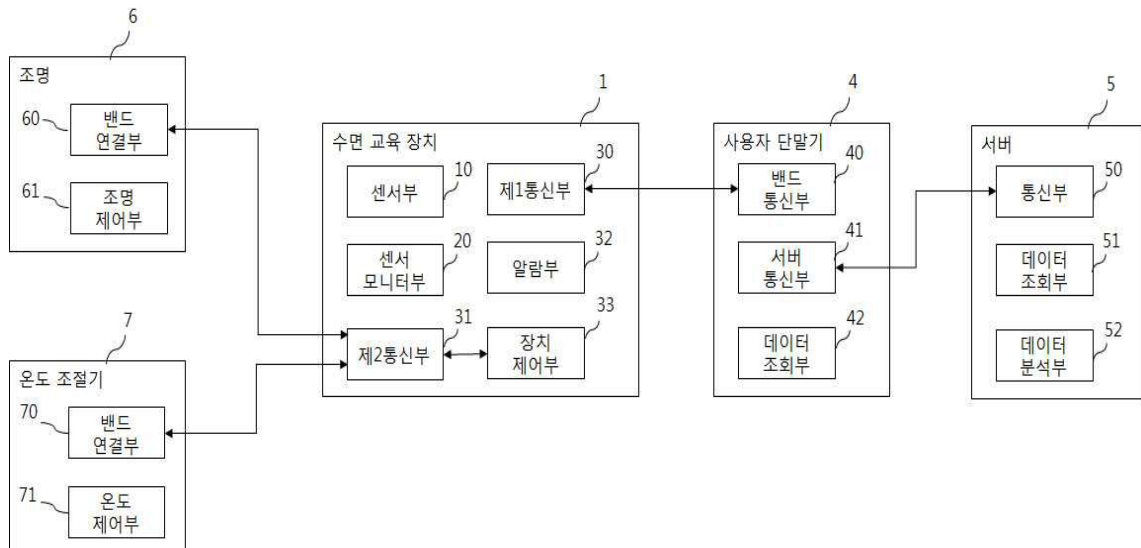 6
조명
60
밴드
연결부
61
조명
제어부
7
온도 조절기
70
밴드
연결부
71
온도
제어부
1
수면 교육 장치
센서부
10
제1통신부
30
센서
모니터부
20
알람부
32
제2통신부
31
장치
제어부
33
4
사용자 단말기
밴드
통신부
40
서버
통신부
41
데이터
조회부
42
5
서버
통신부
50
데이터
조회부
51
데이터
분석부
52